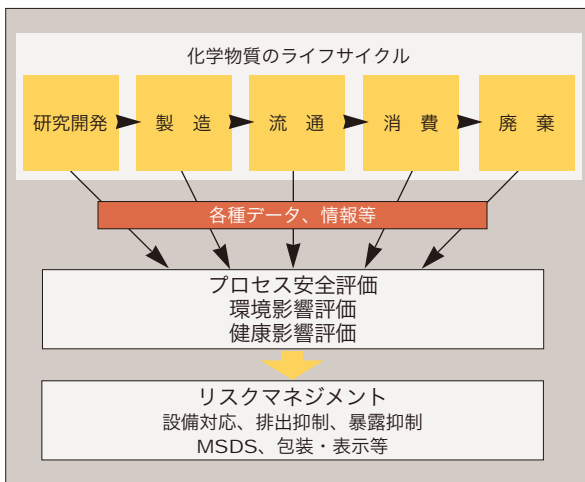 化学物質のライフサイクル
研究開発 製 造 流 通 消 費 廃 棄
各種データ、情報等
プロセス安全評価
環境影響評価
健康影響評価
リスクマネジメント
設備対応、排出抑制、暴露抑制
MSDS、包装・表示等